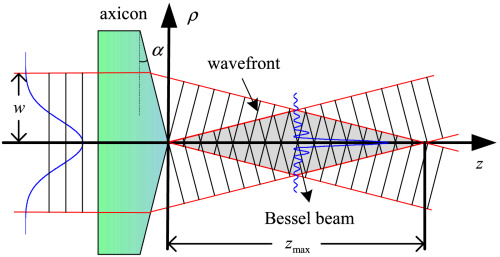 axicon
ρ
α
wavefront
w
z
Bessel beam
z_max